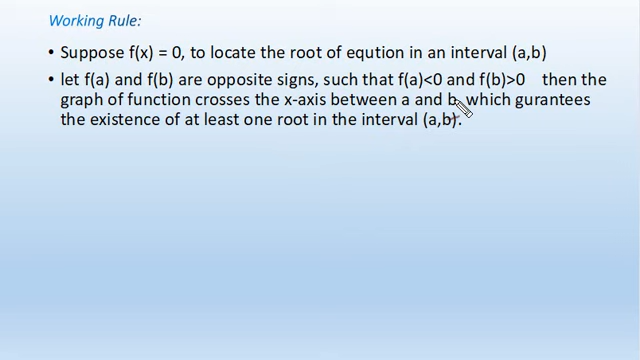 Working Rule:
• Suppose f(x) = 0, to locate the root of eqution in an interval (a,b)
• let f(a) and f(b) are opposite signs, such that f(a)<0 and f(b)>0 then the
graph of function crosses the x-axis between a and b, which gurantees
the existence of at least one root in the interval (a,b).